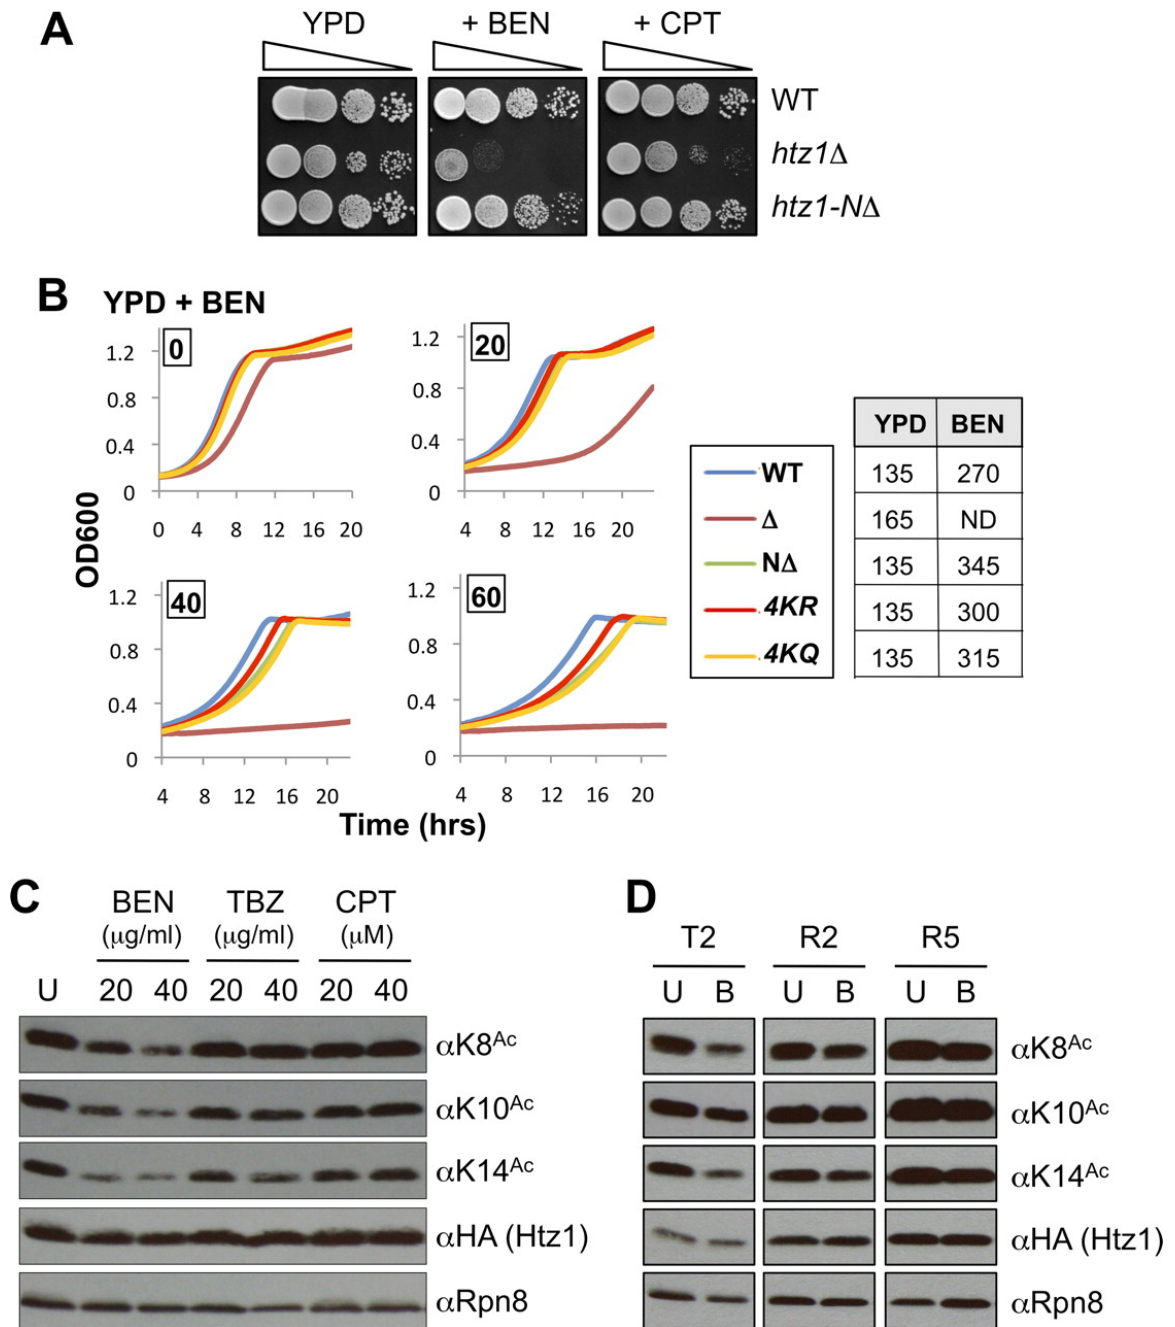 A
YPD + BEN + CPT
WT
htz1Δ
htz1-NΔ
B
YPD + BEN
0
1.2
0.8
0.4
0
0 4 8 12 16 20
20
1.2
0.8
0.4
0
4 8 12 16 20
40
1.2
0.8
0.4
0
4 8 12 16 20
60
1.2
0.8
0.4
0
4 8 12 16 20
OD600
Time (hrs)
WT
Δ
NΔ
4KR
4KQ
YPD BEN
135 270
165 ND
135 345
135 300
135 315
C
BEN TBZ CPT
(μg/ml) (μg/ml) (μM)
U 20 40 20 40 20 40
αK8Ac
αK10Ac
αK14Ac
αHA (Htz1)
αRpn8
D
T2 R2 R5
U B U B U B
αK8Ac
αK10Ac
αK14Ac
αHA (Htz1)
αRpn8